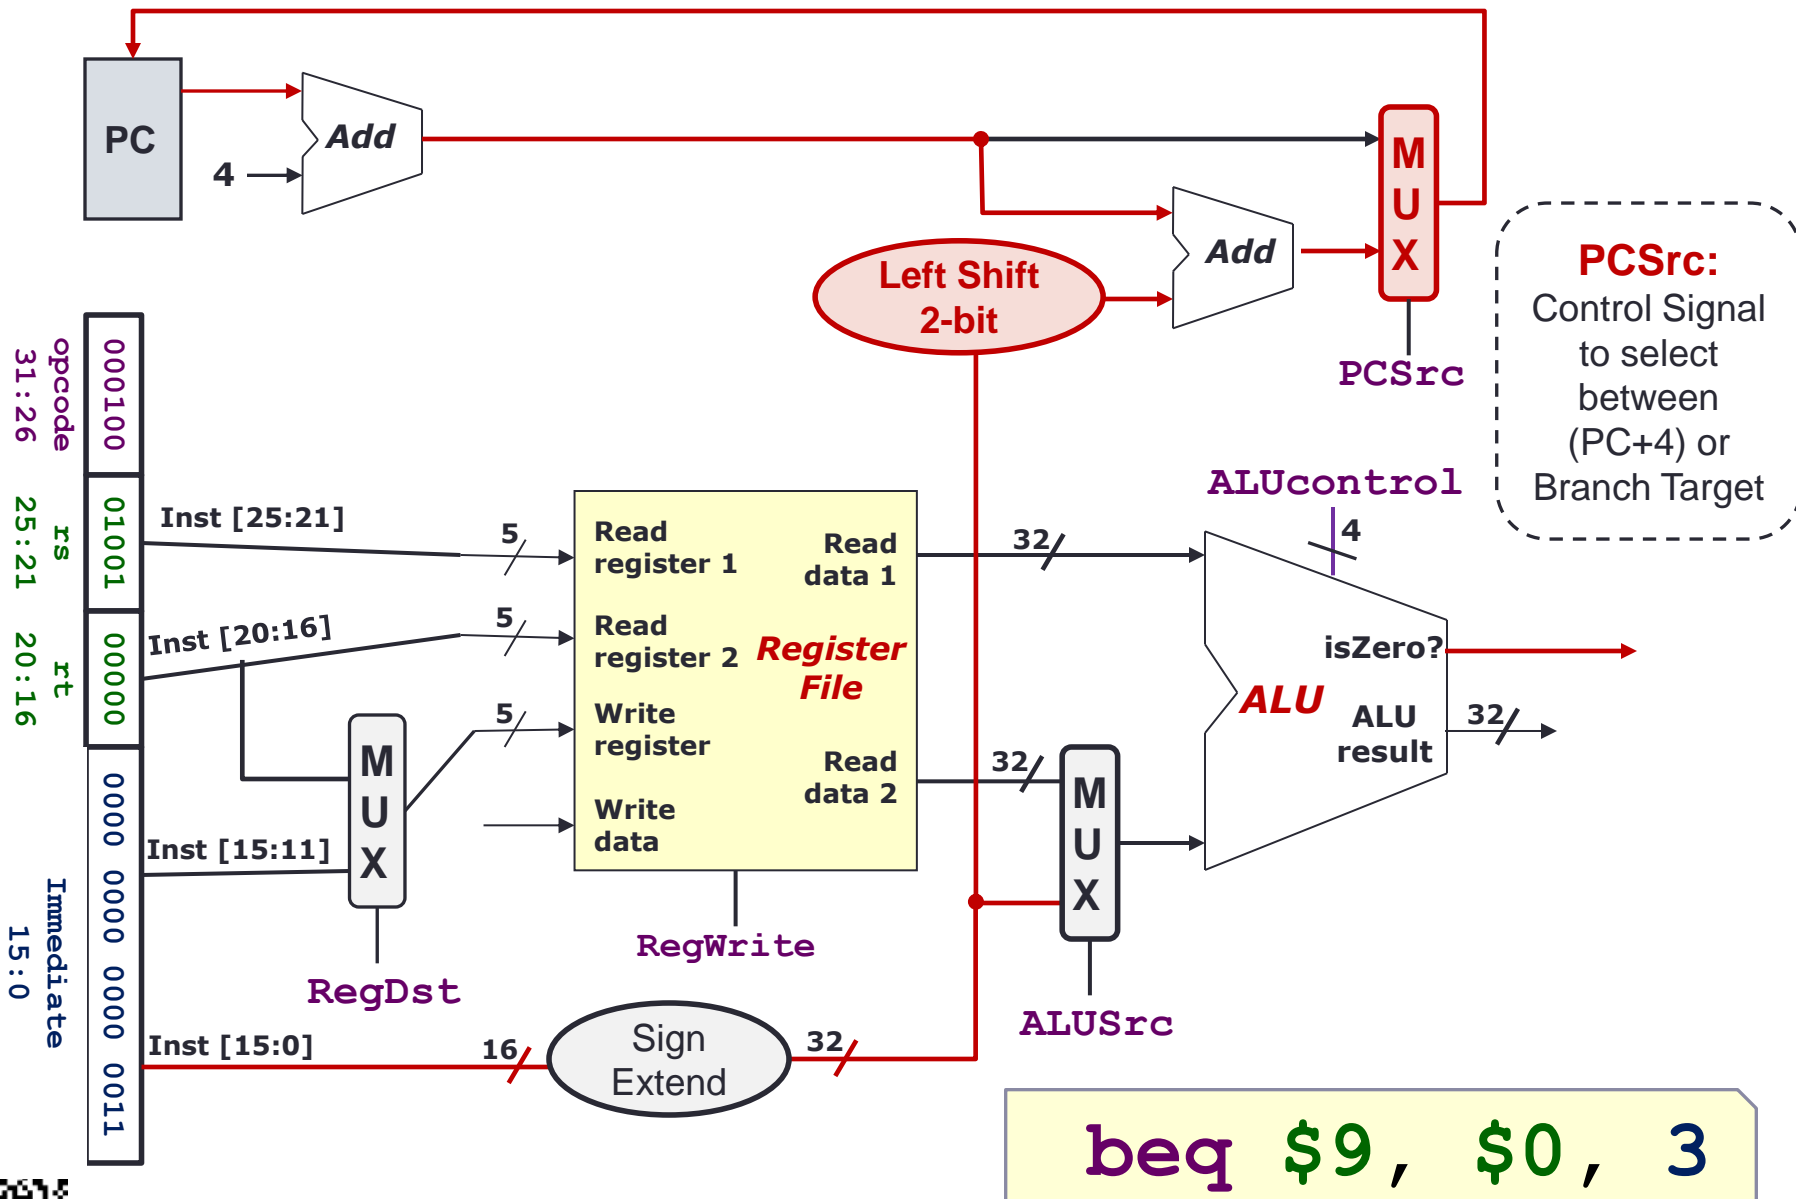 PC
4
Add
Add
M
U
X
Left Shift
2-bit
PCSrc
PCSrc:
Control Signal
to select
between
(PC+4) or
Branch Target
opcode
31:26
000100
rs
25:21
01001
rt
20:16
00000
Immediate
15:0
0000 0000 0000 0011
Inst [25:21]
5
Inst [20:16]
5
Inst [15:11]
M
U
X
RegDst
5
Read
register 1
Read
register 2
Write
register
Write
data
Read
data 1
Register
File
Read
data 2
RegWrite
Inst [15:0]
16
Sign
Extend
32
32
32
M
U
X
ALUSrc
ALUcontrol
4
isZero?
ALU
ALU
result
32
beq $9, $0, 3